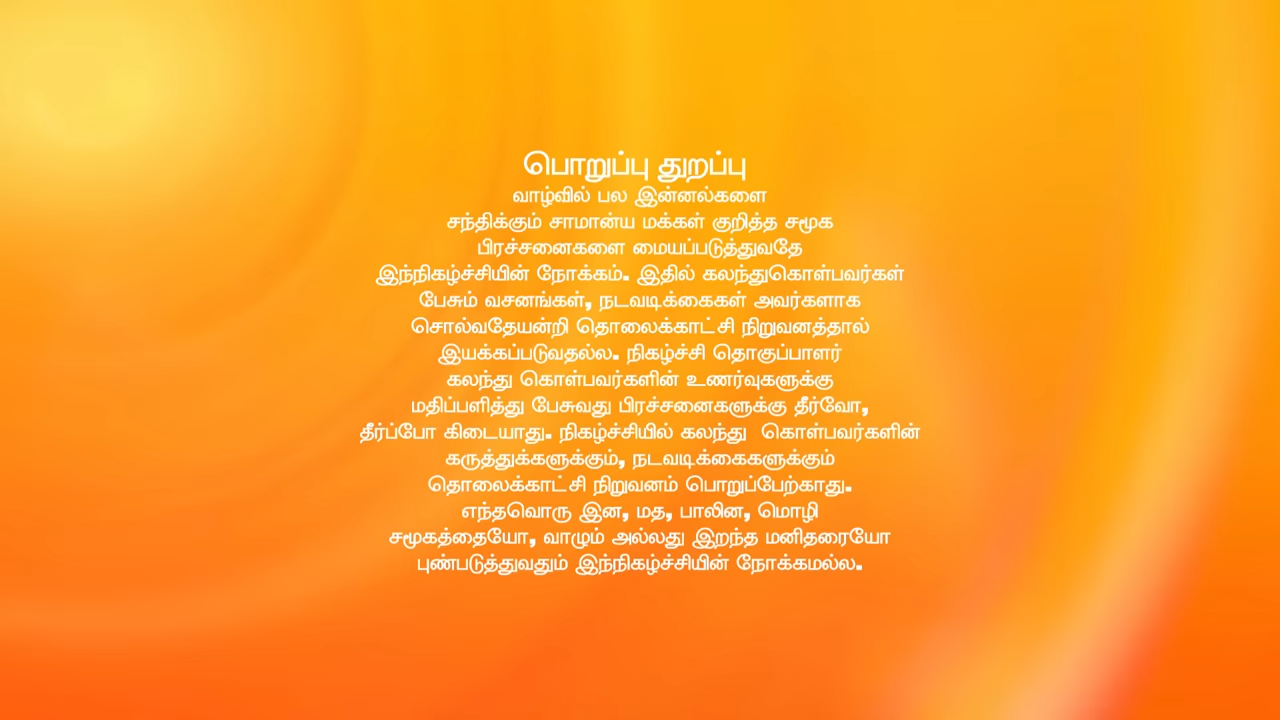 பொறுப்பு துறப்பு
வாழ்வில் பல இன்னல்களை
சந்திக்கும் சாமான்ய மக்கள் குறித்த சமூக
பிரச்சனைகளை மையப்படுத்துவதே
இந்நிகழ்ச்சியின் நோக்கம். இதில் கலந்துகொள்பவர்கள்
பேசும் வசனங்கள், நடவடிக்கைகள் அவர்களாக
சொல்வதேயன்றி தொலைக்காட்சி நிறுவனத்தால்
இயக்கப்படுவதல்ல. நிகழ்ச்சி தொகுப்பாளர்
கலந்து கொள்பவர்களின் உணர்வுகளுக்கு
மதிப்பளித்து பேசுவது பிரச்சனைகளுக்கு தீர்வோ,
தீர்ப்போ கிடையாது. நிகழ்ச்சியில் கலந்து கொள்பவர்களின்
கருத்துக்களுக்கும், நடவடிக்கைகளுக்கும்
தொலைக்காட்சி நிறுவனம் பொறுப்பேற்காது.
எந்தவொரு இன, மத, பாலின, மொழி
சமூகத்தையோ, வாழும் அல்லது இறந்த மனிதரையோ
புண்படுத்துவதும் இந்நிகழ்ச்சியின் நோக்கமல்ல.